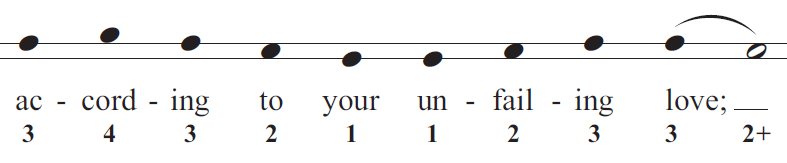 ac - cord - ing to your un - fail - ing love; __
3 4 3 2 1 1 2 3 3 2+